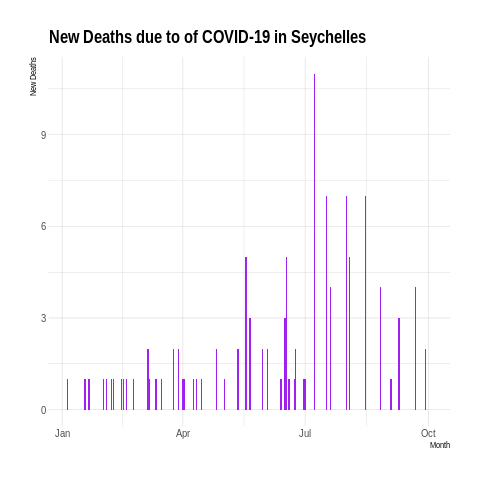 New Deaths due to of COVID-19 in Seychelles
New Deaths
9
6
3
0
Jan Apr Jul Oct
Month